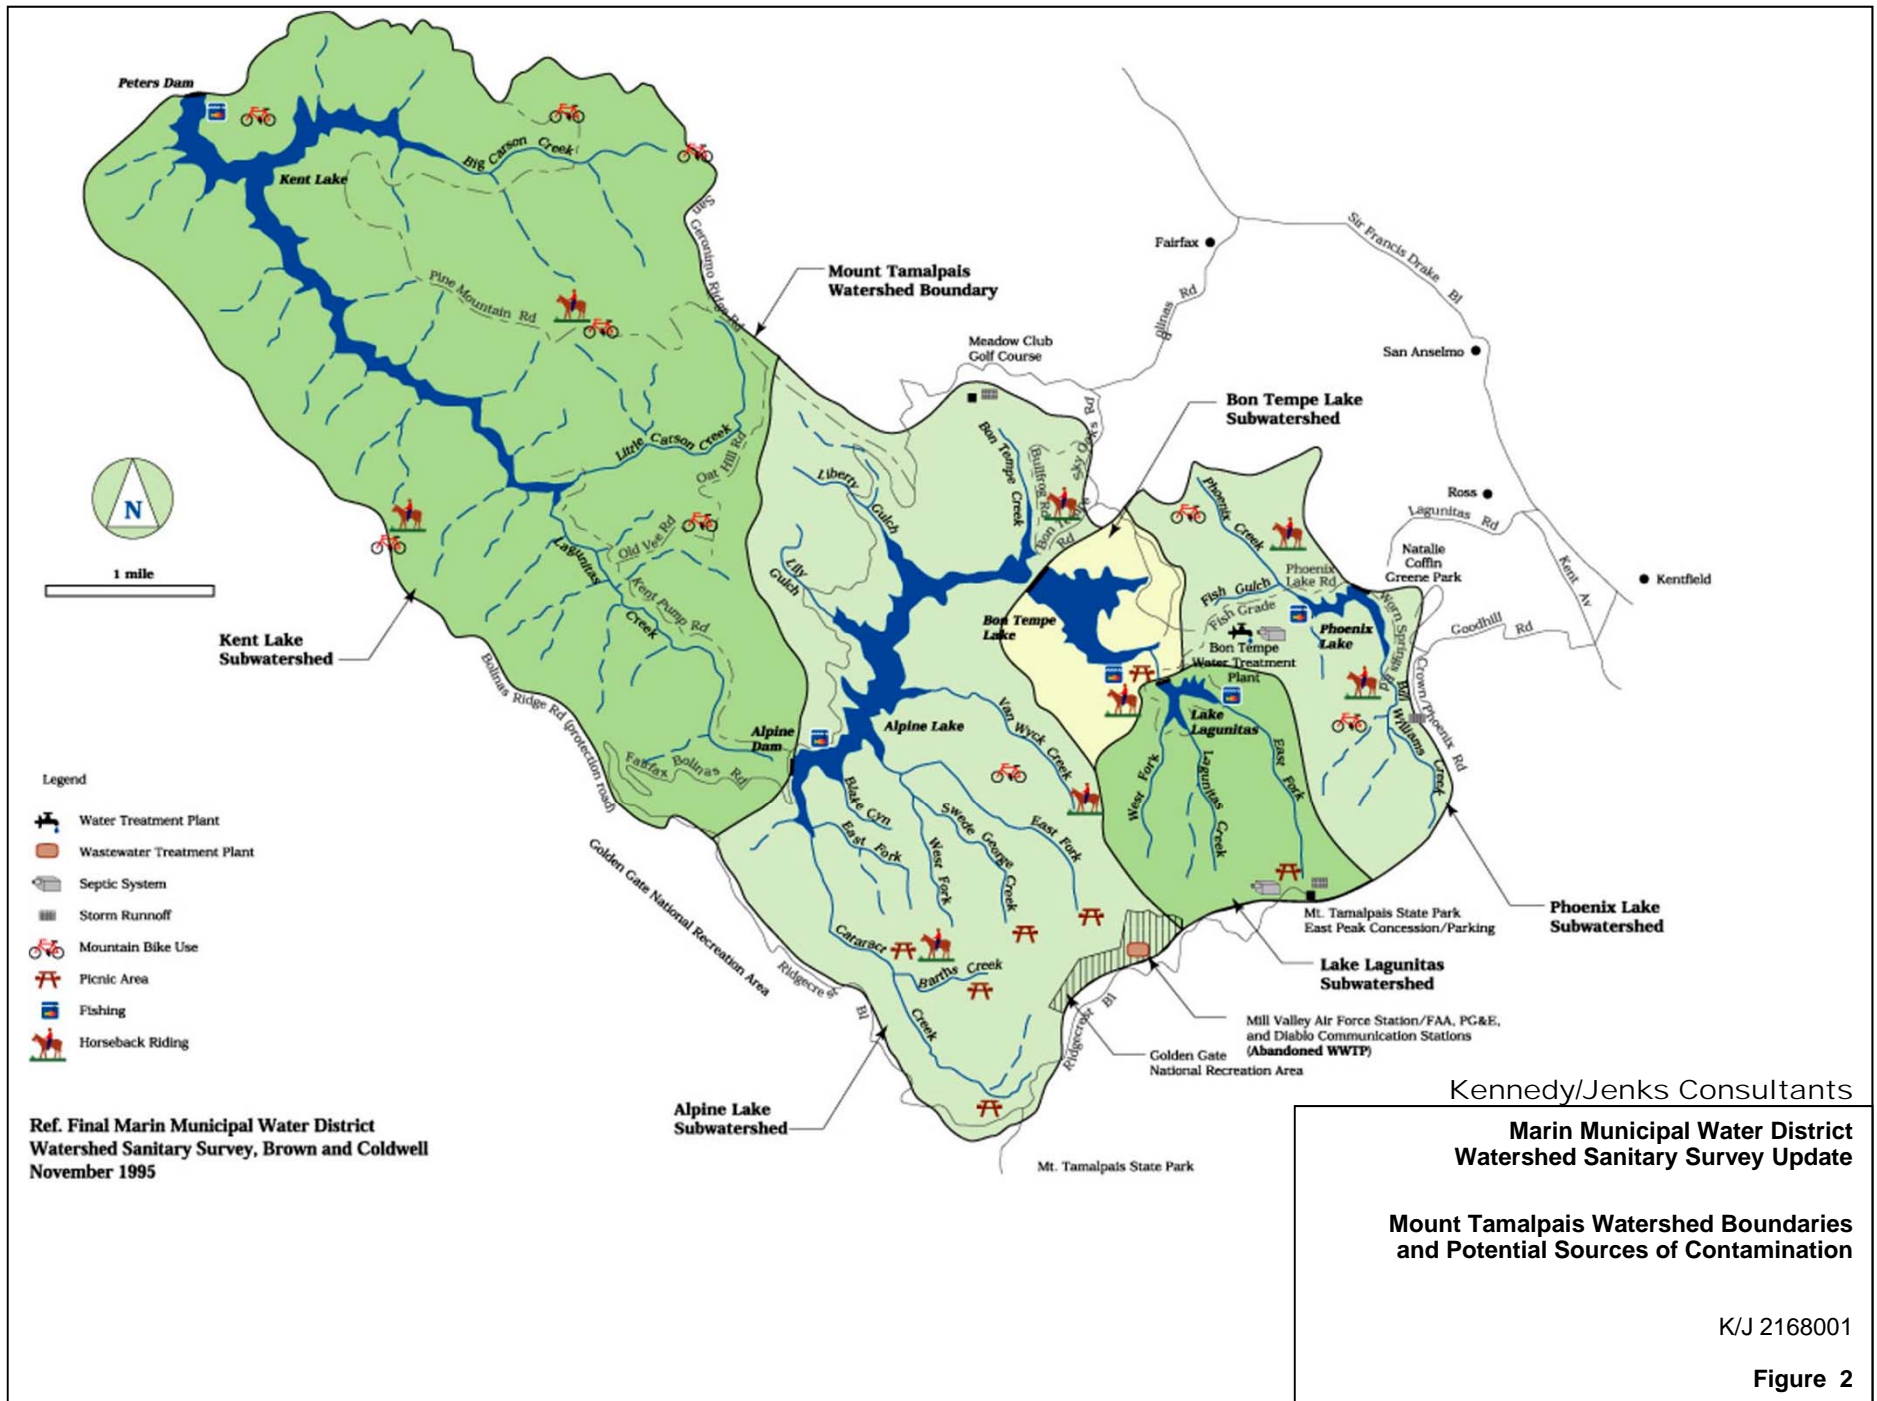 Peters Dam
Kent Lake
Big Carson Creek
San Geronimo Ridge Rd
Pine Mountain Rd
Mount Tamalpais
Watershed Boundary
Fairfax
Sir Francis Drake Bl
Bolinas Rd
San Anselmo
Meadow Club
Golf Course
Bon Tempe Lake
Subwatershed
Little Carson Creek
Oat Hill Rd
Old Vee Rd
Lagunitas Creek
Kent Pump Rd
Liberty Gulch
Lily Gulch
Bon Tempe Creek
Bullfrog Rd
Sky Oaks Rd
Bon Tempe Rd
Phoenix Creek
Ross
Lagunitas Rd
Natalie
Coffin
Greene Park
Kent Av
Kentfield
Phoenix
Lake Rd
Fish Gulch
Fish Grade
N
1 mile
Kent Lake
Subwatershed
Bon Tempe
Lake
Bon Tempe
Water Treatment
Plant
Phoenix
Lake
Worn Springs Rd
Goodhill Rd
Crown/Phoenix Rd
Bill Williams Creek
Bolinas Ridge Rd (protection road)
Alpine
Dam
Fairfax Bolinas Rd
Alpine Lake
Van Wyck Creek
Lake
Lagunitas
West Fork
Lagunitas Creek
East Fork
Blake Cyn
East Fork
West Fork
Swede George Creek
East Fork
Golden Gate National Recreation Area
Cataract Creek
Barths Creek
Ridgecrest Bl
Ridgecrest Bl
Legend
Water Treatment Plant
Wastewater Treatment Plant
Septic System
Storm Runnoff
Mountain Bike Use
Picnic Area
Fishing
Horseback Riding
Mt. Tamalpais State Park
East Peak Concession/Parking
Phoenix Lake
Subwatershed
Lake Lagunitas
Subwatershed
Mill Valley Air Force Station/FAA, PG&E,
and Diablo Communication Stations
(Abandoned WWTP)
Golden Gate
National Recreation Area
Alpine Lake
Subwatershed
Mt. Tamalpais State Park
Ref. Final Marin Municipal Water District
Watershed Sanitary Survey, Brown and Coldwell
November 1995
Kennedy/Jenks Consultants
Marin Municipal Water District
Watershed Sanitary Survey Update
Mount Tamalpais Watershed Boundaries
and Potential Sources of Contamination
K/J 2168001
Figure 2